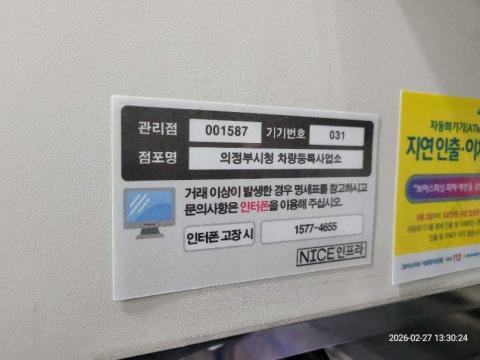 관리점 001587 기기번호 031
점포명 의정부시청 차량등록사업소
거래 이상이 발생한 경우 명세표를 참고하시고
문의사항은 인터폰을 이용해 주십시오.
인터폰 고장 시 1577-4655
NICE인프라
자동화기기(ATM
지연인출·이
112
2026-02-27 13:30:24